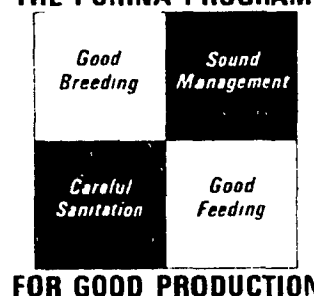 THE PURINA PROGRAM
Good Sound
Breeding Management
Careful Good
Sanitation Feeding
FOR GOOD PRODUCTION